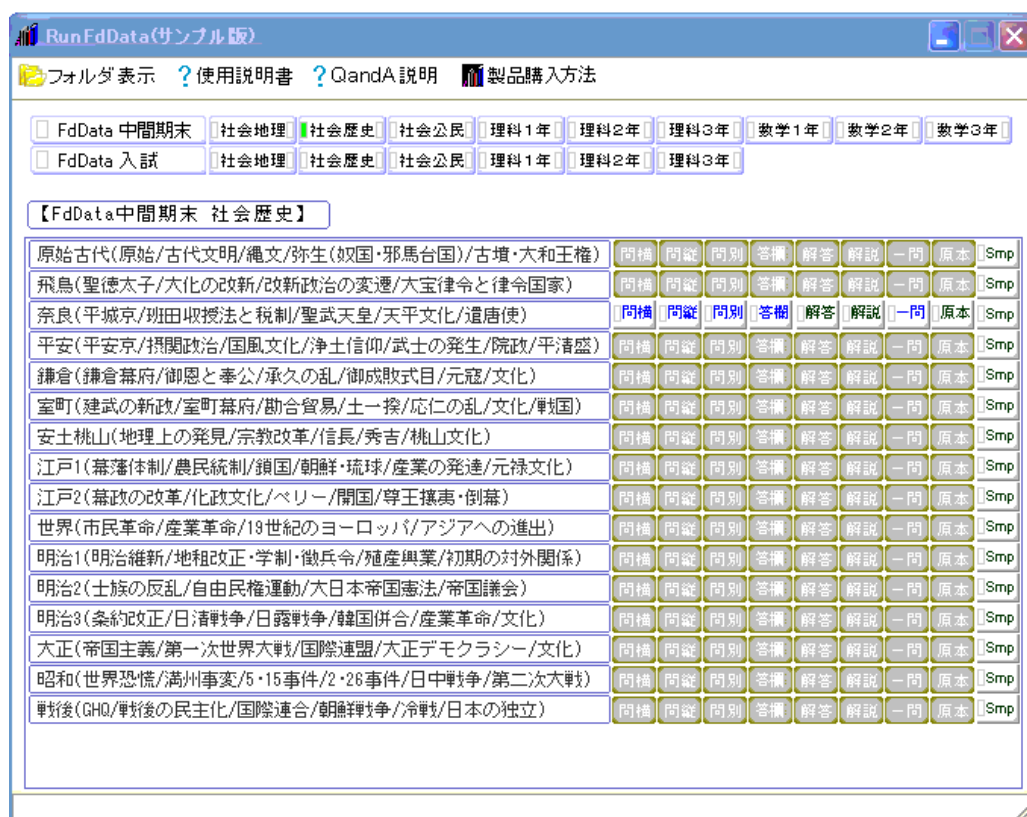 RunFdData(サンプル版)
フォルダ表示 ?使用説明書 ?QandA説明 製品購入方法
FdData 中間期末 社会地理 社会歴史 社会公民 理科1年 理科2年 理科3年 数学1年 数学2年 数学3年
FdData 入試 社会地理 社会歴史 社会公民 理科1年 理科2年 理科3年
【FdData中間期末 社会歴史】
原始古代(原始/古代文明/縄文/弥生(奴国・邪馬台国)/古墳・大和王権) 問横 問縦 問別 答欄 解答 解説 一問 原本 Smp
飛鳥(聖徳太子/大化の改新/改新政治の変遷/大宝律令と律令国家) 問横 問縦 問別 答欄 解答 解説 一問 原本 Smp
奈良(平城京/班田収授法と税制/聖武天皇/天平文化/遣唐使) 問横 問縦 問別 答欄 解答 解説 一問 原本 Smp
平安(平安京/摂関政治/国風文化/浄土信仰/武士の発生/院政/平清盛) 問横 問縦 問別 答欄 解答 解説 一問 原本 Smp
鎌倉(鎌倉幕府/御恩と奉公/承久の乱/御成敗式目/元寇/文化) 問横 問縦 問別 答欄 解答 解説 一問 原本 Smp
室町(建武の新政/室町幕府/勘合貿易/土一揆/応仁の乱/文化/戦国) 問横 問縦 問別 答欄 解答 解説 一問 原本 Smp
安土桃山(地理上の発見/宗教改革/信長/秀吉/桃山文化) 問横 問縦 問別 答欄 解答 解説 一問 原本 Smp
江戸1(幕藩体制/農民統制/鎖国/朝鮮・琉球/産業の発達/元禄文化) 問横 問縦 問別 答欄 解答 解説 一問 原本 Smp
江戸2(幕政の改革/化政文化/ペリー/開国/尊王攘夷・倒幕) 問横 問縦 問別 答欄 解答 解説 一問 原本 Smp
世界(市民革命/産業革命/19世紀のヨーロッパ/アジアへの進出) 問横 問縦 問別 答欄 解答 解説 一問 原本 Smp
明治1(明治維新/地租改正・学制・徴兵令/殖産興業/初期の対外関係) 問横 問縦 問別 答欄 解答 解説 一問 原本 Smp
明治2(士族の反乱/自由民権運動/大日本帝国憲法/帝国議会) 問横 問縦 問別 答欄 解答 解説 一問 原本 Smp
明治3(条約改正/日清戦争/日露戦争/韓国併合/産業革命/文化) 問横 問縦 問別 答欄 解答 解説 一問 原本 Smp
大正(帝国主義/第一次世界大戦/国際連盟/大正デモクラシー/文化) 問横 問縦 問別 答欄 解答 解説 一問 原本 Smp
昭和(世界恐慌/満州事変/5・15事件/2・26事件/日中戦争/第二次大戦) 問横 問縦 問別 答欄 解答 解説 一問 原本 Smp
戦後(GHQ/戦後の民主化/国際連合/朝鮮戦争/冷戦/日本の独立) 問横 問縦 問別 答欄 解答 解説 一問 原本 Smp